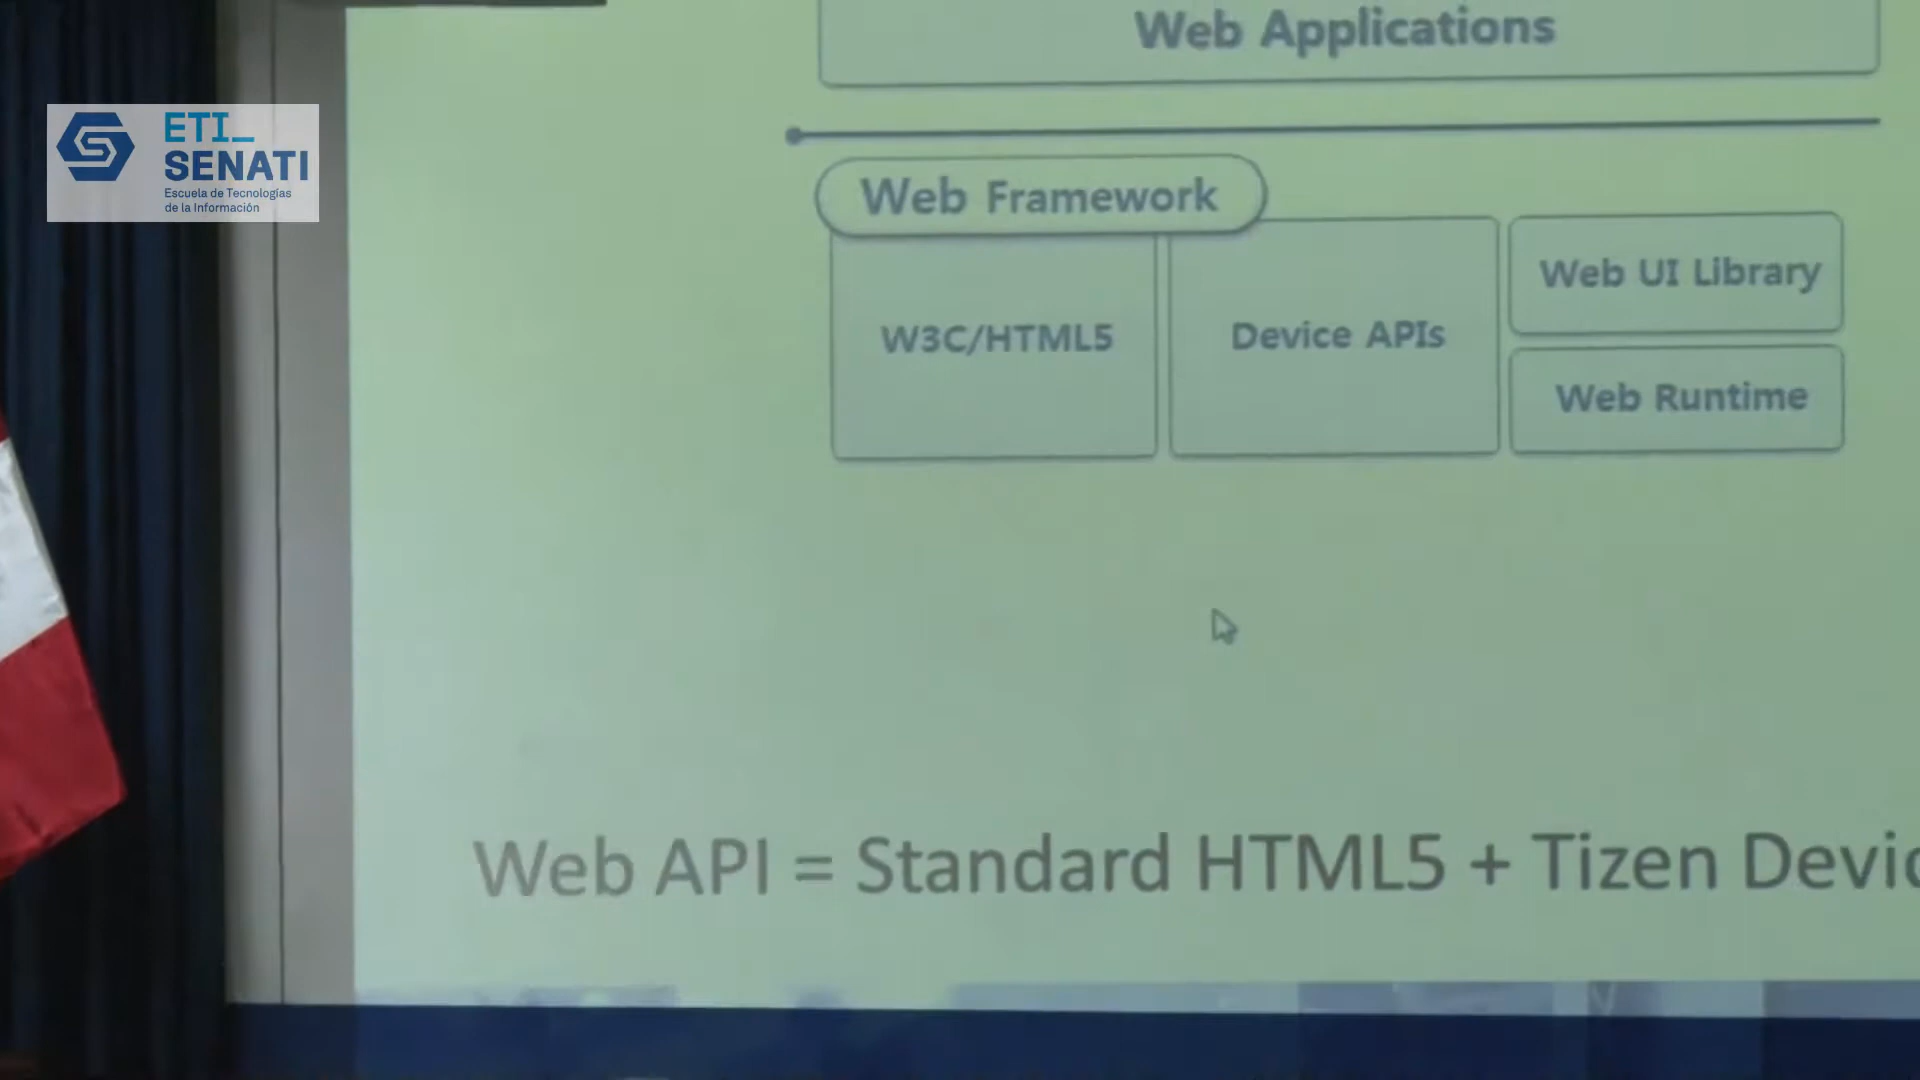 Web Applications
ETI_
SENATI
Escuela de Tecnologías
de la Información
Web Framework
W3C/HTML5
Device APIs
Web UI Library
Web Runtime
Web API = Standard HTML5 + Tizen Devic